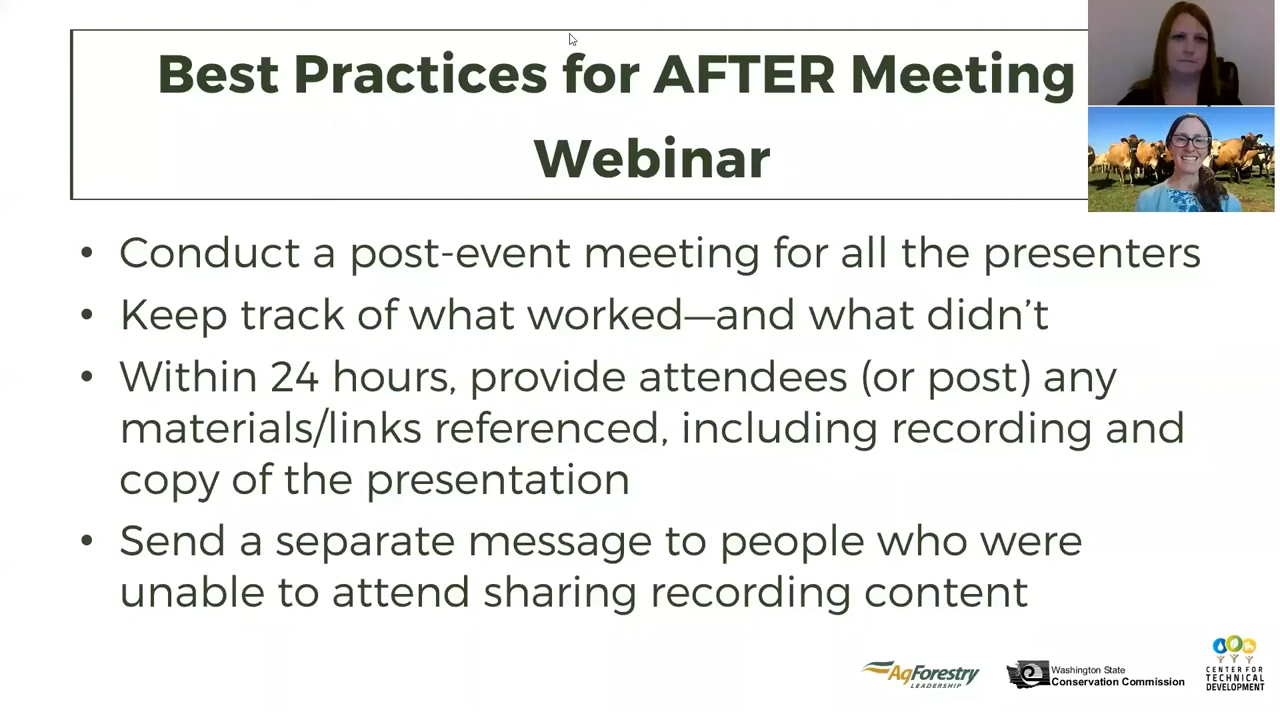 Best Practices for AFTER Meeting
Webinar
• Conduct a post-event meeting for all the presenters
• Keep track of what worked—and what didn’t
• Within 24 hours, provide attendees (or post) any
materials/links referenced, including recording and
copy of the presentation
• Send a separate message to people who were
unable to attend sharing recording content
AgForestry
LEADERSHIP
Washington State
Conservation Commission
CENTER FOR
TECHNICAL
DEVELOPMENT